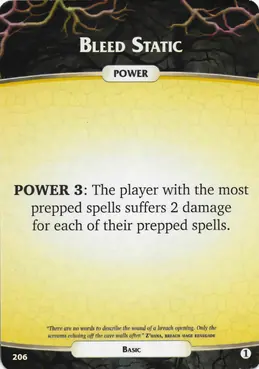 BLEED STATIC
POWER
POWER 3: The player with the most
prepped spells suffers 2 damage
for each of their prepped spells.
"There are no words to describe the sound of a breach opening. Only the
screams echoing off the cave walls after." Z'HANA, BREACH MAGE RENEGADE
BASIC
206
1